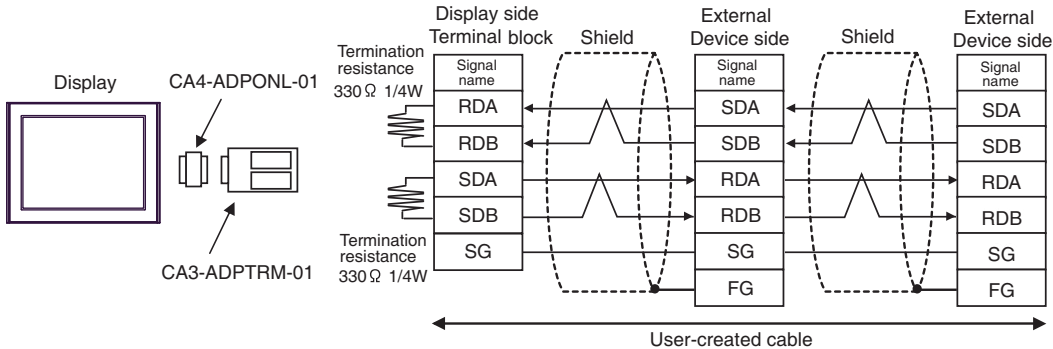 Display
CA4-ADPONL-01
CA3-ADPTRM-01
Termination
resistance
330Ω 1/4W
Termination
resistance
330Ω 1/4W
Display side
Terminal block
Signal
name
RDA
RDB
SDA
SDB
SG
Shield
External
Device side
Signal
name
SDA
SDB
RDA
RDB
SG
FG
Shield
External
Device side
Signal
name
SDA
SDB
RDA
RDB
SG
FG
User-created cable